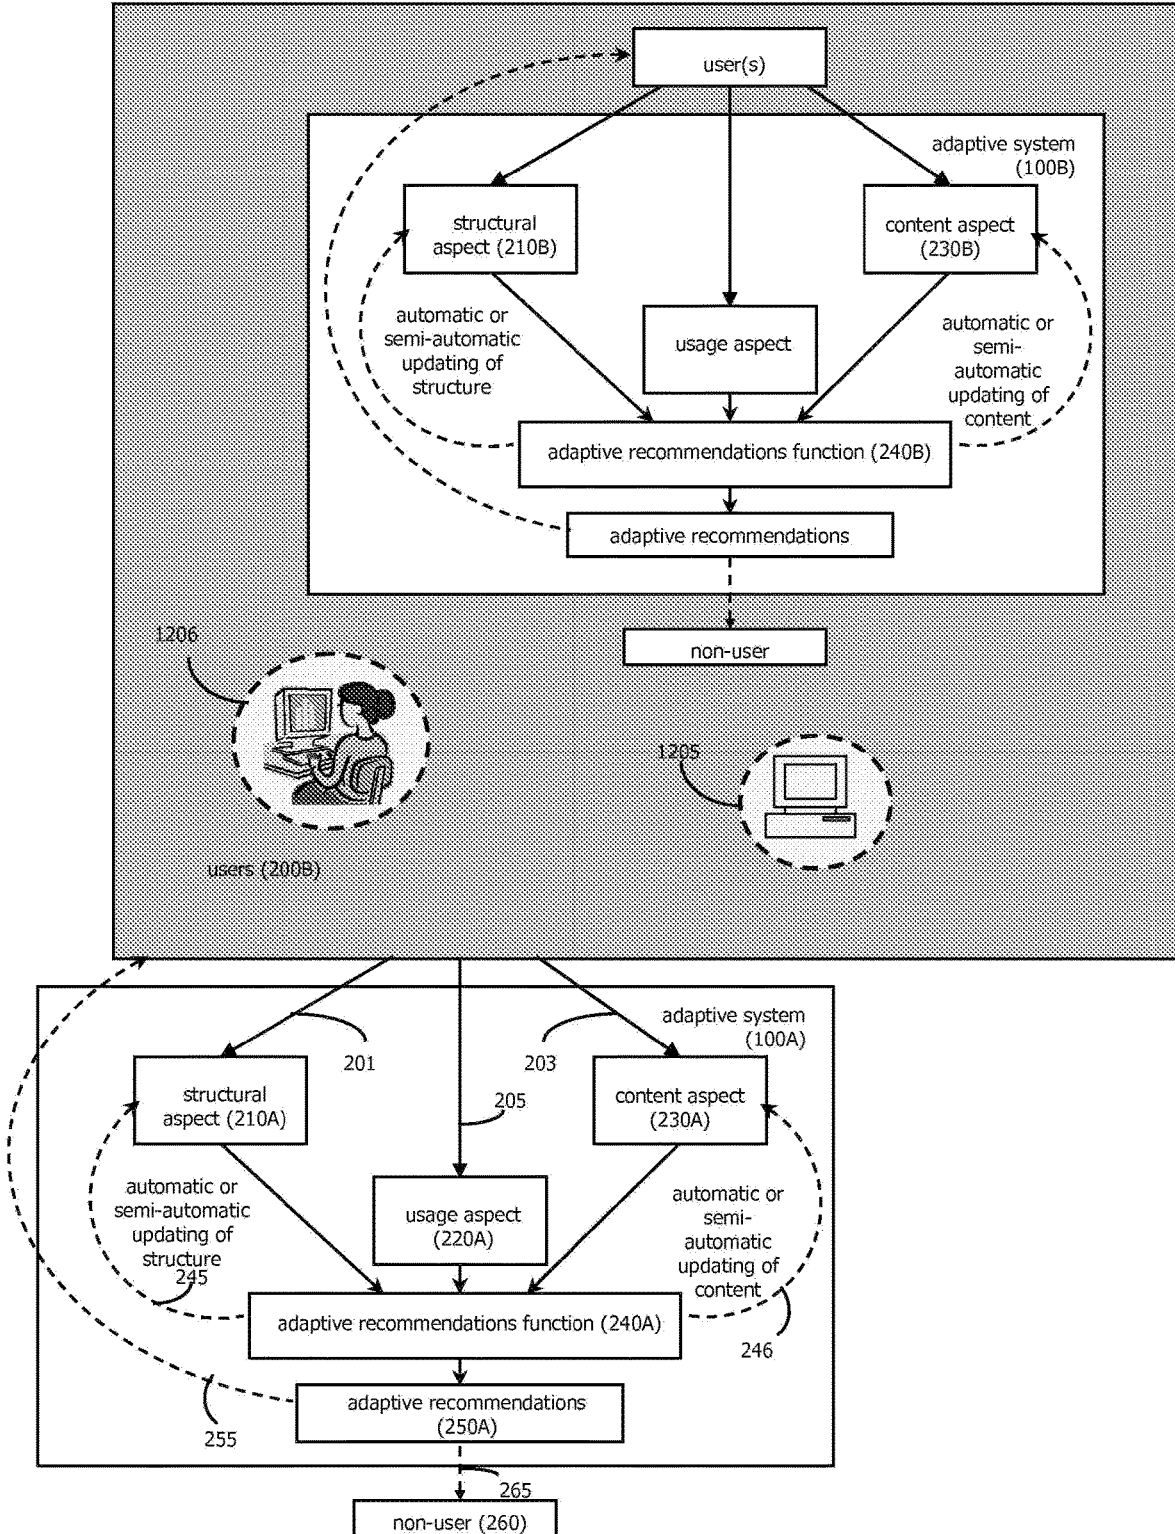 user(s)
adaptive system
(100B)
structural
aspect (210B)
content aspect
(230B)
automatic or
semi-automatic
updating of
structure
usage aspect
automatic or
semi-
automatic
updating of
content
adaptive recommendations function (240B)
adaptive recommendations
non-user
1206
1205
users (200B)
adaptive system
(100A)
201
203
structural
aspect (210A)
205
content aspect
(230A)
automatic or
semi-automatic
updating of
structure
245
usage aspect
(220A)
automatic or
semi-
automatic
updating of
content
adaptive recommendations function (240A)
246
adaptive recommendations
(250A)
255
265
non-user (260)